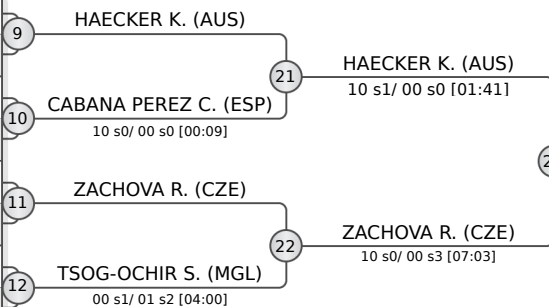 HAECKER K. (AUS)
9
21
HAECKER K. (AUS)
10 s1/ 00 s0 [01:41]
CABANA PEREZ C. (ESP)
10
10 s0/ 00 s0 [00:09]
2
ZACHOVA R. (CZE)
11
22
ZACHOVA R. (CZE)
10 s0/ 00 s3 [07:03]
TSOG-OCHIR S. (MGL)
12
00 s1/ 01 s2 [04:00]